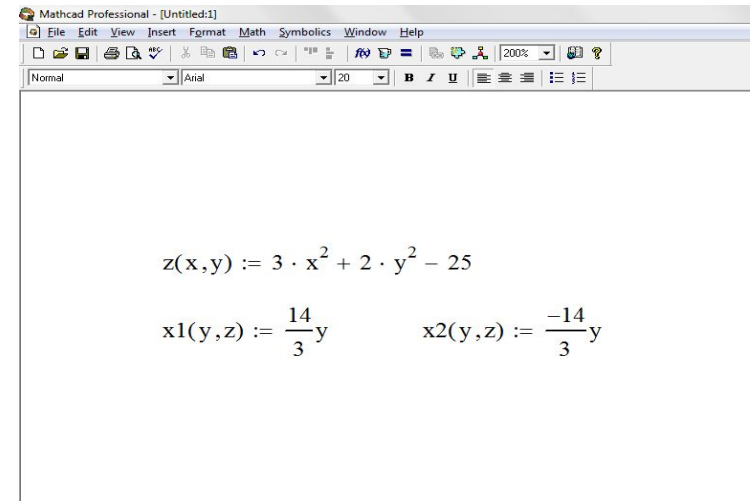 Mathcad Professional - [Untitled:1]
File Edit View Insert Format Math Symbolics Window Help
ABC f(x) = 200% ?
Normal Arial 20 B I U
z(x,y) := 3 · x² + 2 · y² − 25
x1(y,z) := 14/3 y x2(y,z) := −14/3 y